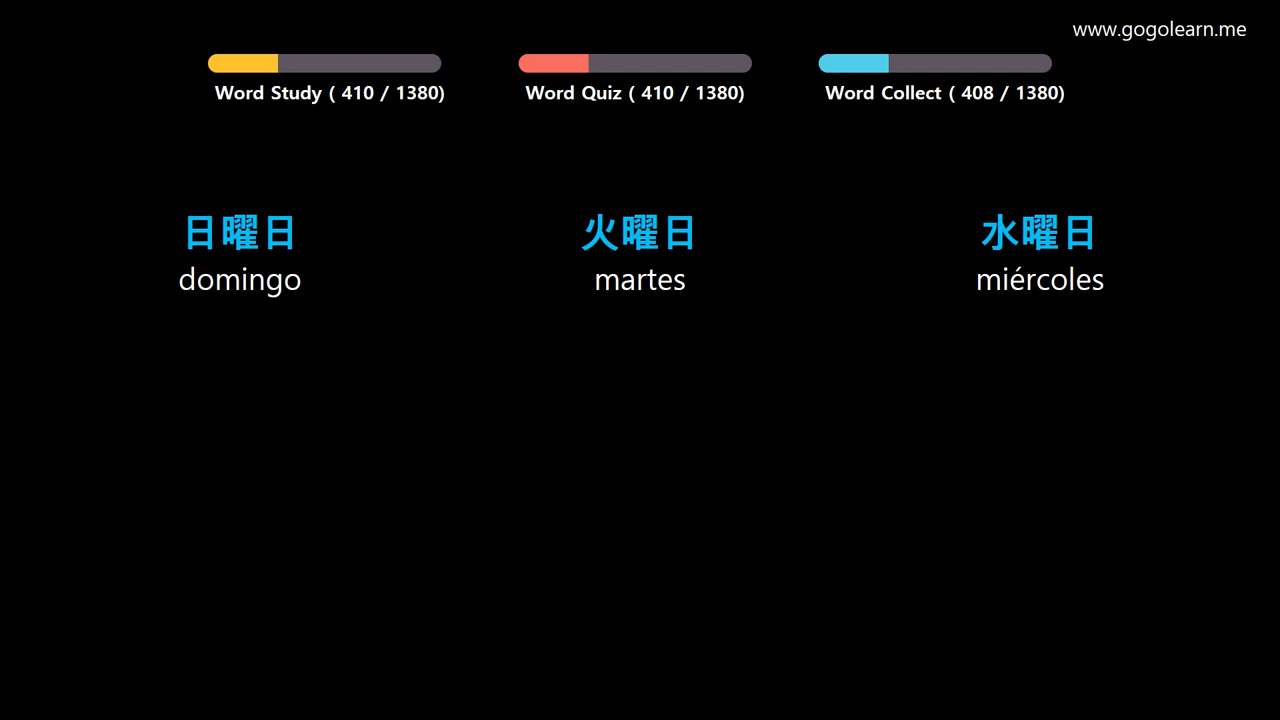 www.gogolearn.me
Word Study ( 410 / 1380)
Word Quiz ( 410 / 1380)
Word Collect ( 408 / 1380)
日曜日
domingo
火曜日
martes
水曜日
miércoles